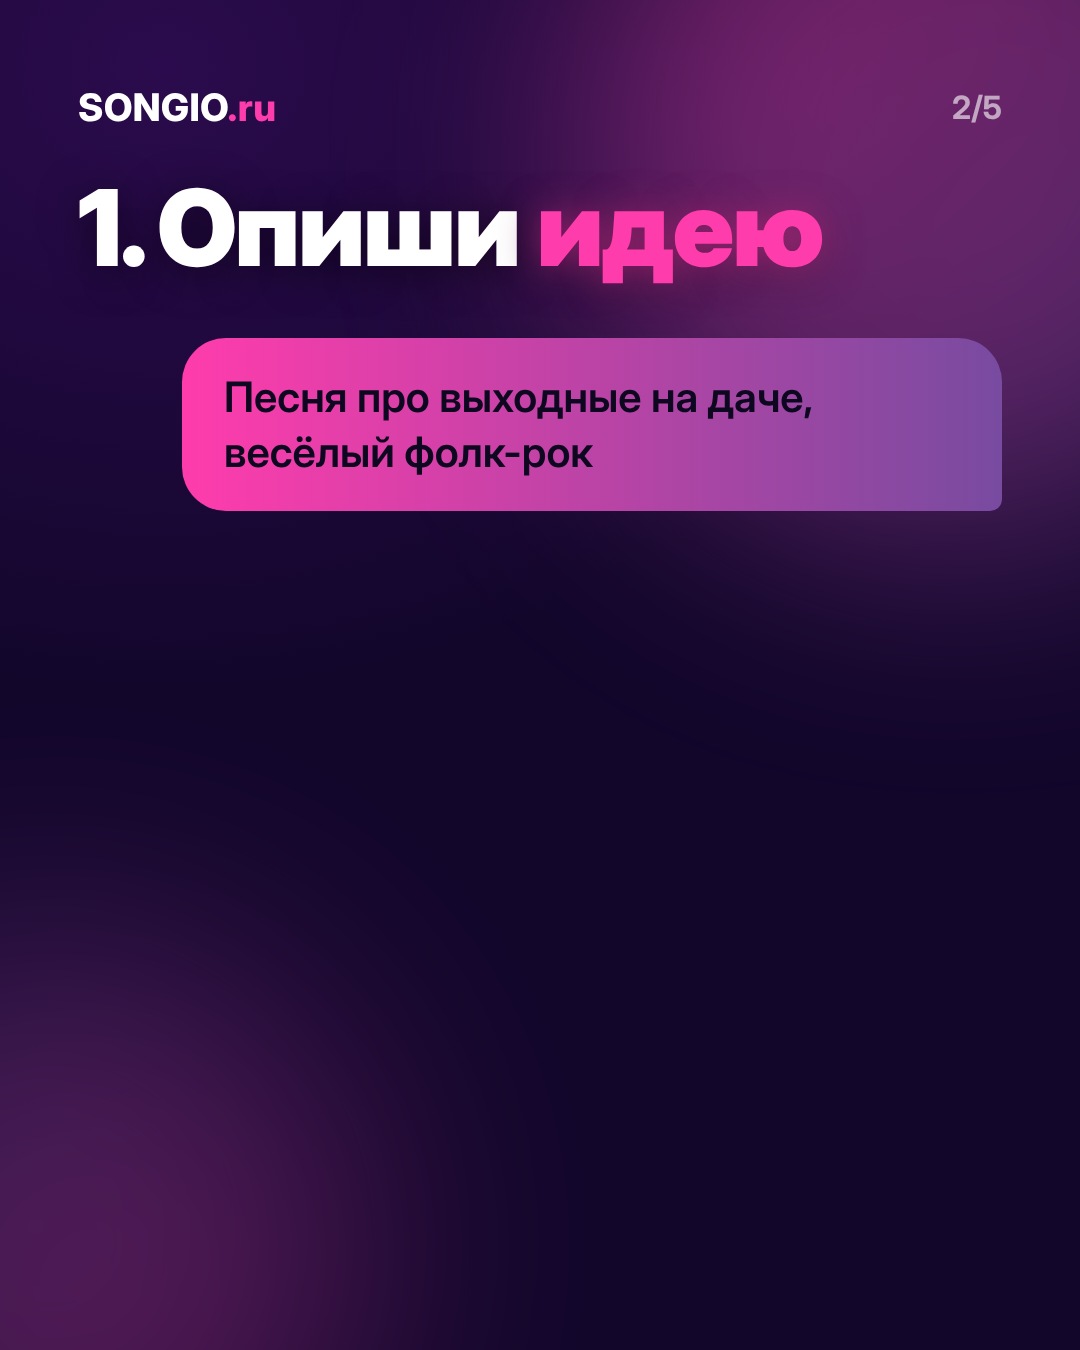 SONGIO.ru
2/5
1. Опиши идею
Песня про выходные на даче,
весёлый фолк-рок